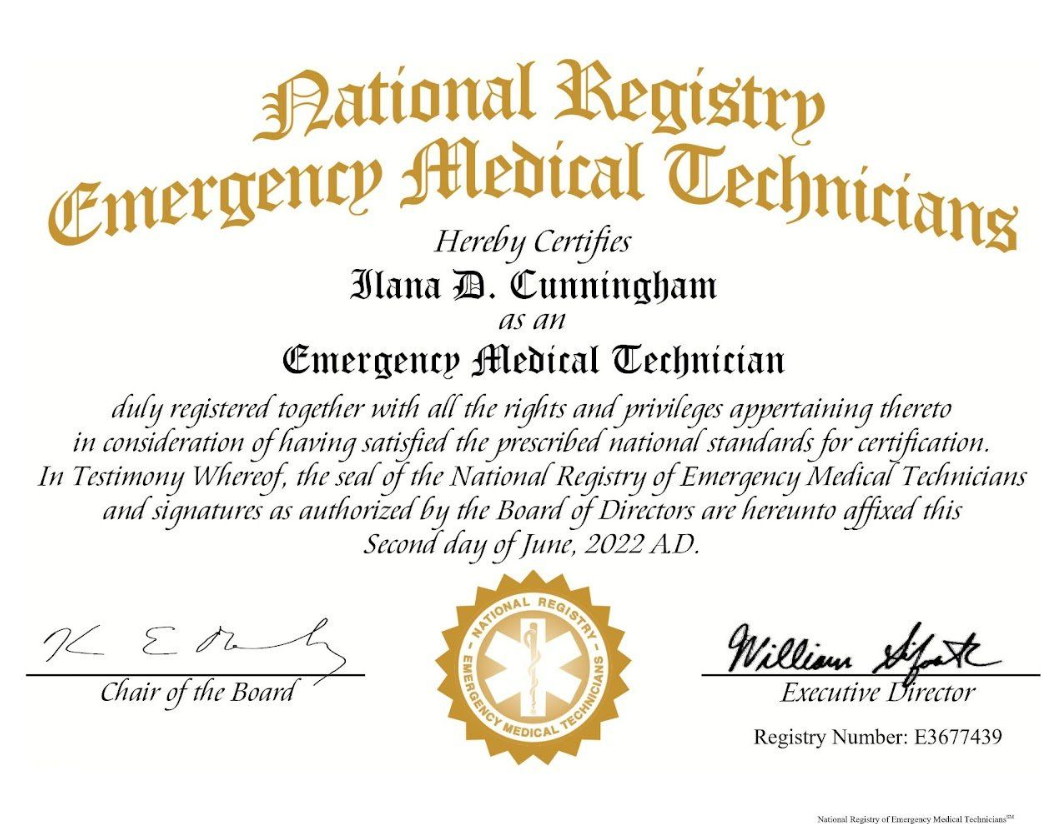 National Registry
Emergency Medical Technicians
Hereby Certifies
Ilana D. Cunningham
as an
Emergency Medical Technician
duly registered together with all the rights and privileges appertaining thereto
in consideration of having satisfied the prescribed national standards for certification.
In Testimony Whereof, the seal of the National Registry of Emergency Medical Technicians
and signatures as authorized by the Board of Directors are hereunto affixed this
Second day of June, 2022 A.D.
NATIONAL REGISTRY
EMERGENCY MEDICAL TECHNICIANS
K E
William
Chair of the Board
Executive Director
Registry Number: E3677439
National Registry of Emergency Medical Technicians℠